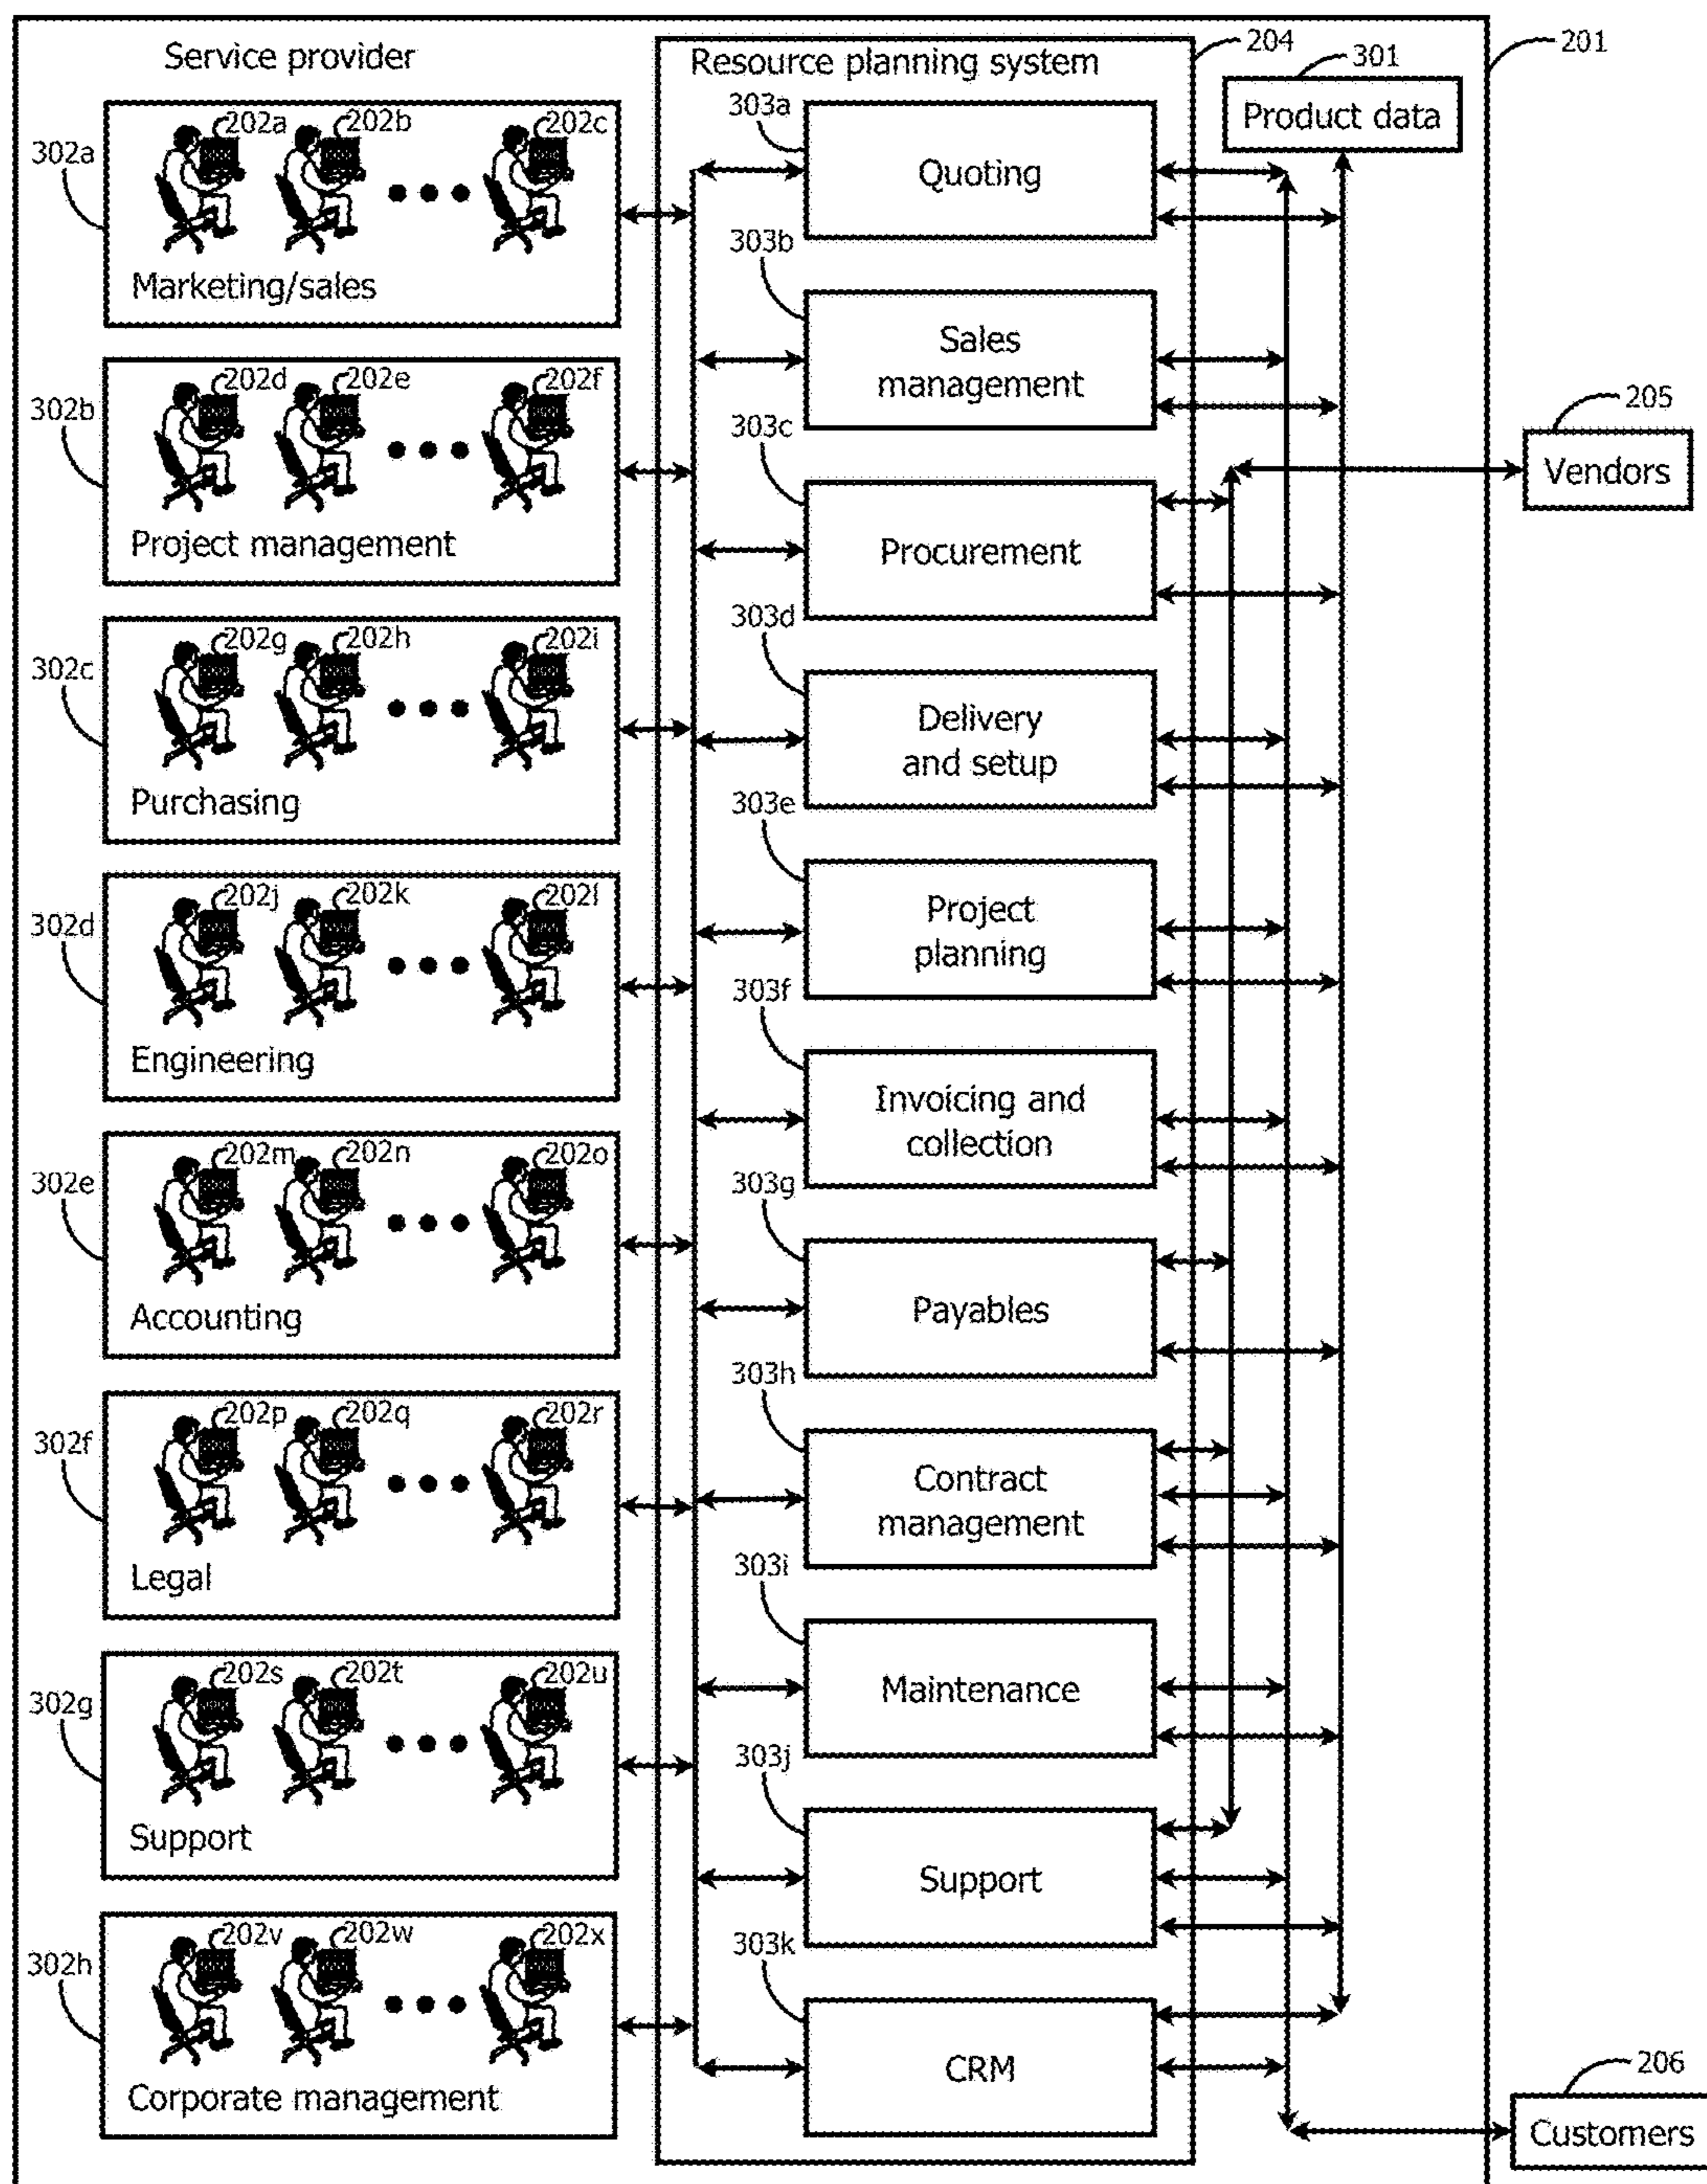 Service provider
Resource planning system
204
201
301
Product data
302a
202a
202b
202c
Marketing/sales
303a
Quoting
303b
Sales
management
302b
202d
202e
202f
Project management
303c
Procurement
205
Vendors
302c
202g
202h
202i
Purchasing
303d
Delivery
and setup
303e
Project
planning
302d
202j
202k
202l
Engineering
303f
Invoicing and
collection
302e
202m
202n
202o
Accounting
303g
Payables
303h
Contract
management
302f
202p
202q
202r
Legal
303i
Maintenance
302g
202s
202t
202u
Support
303j
Support
303k
CRM
302h
202v
202w
202x
Corporate management
206
Customers